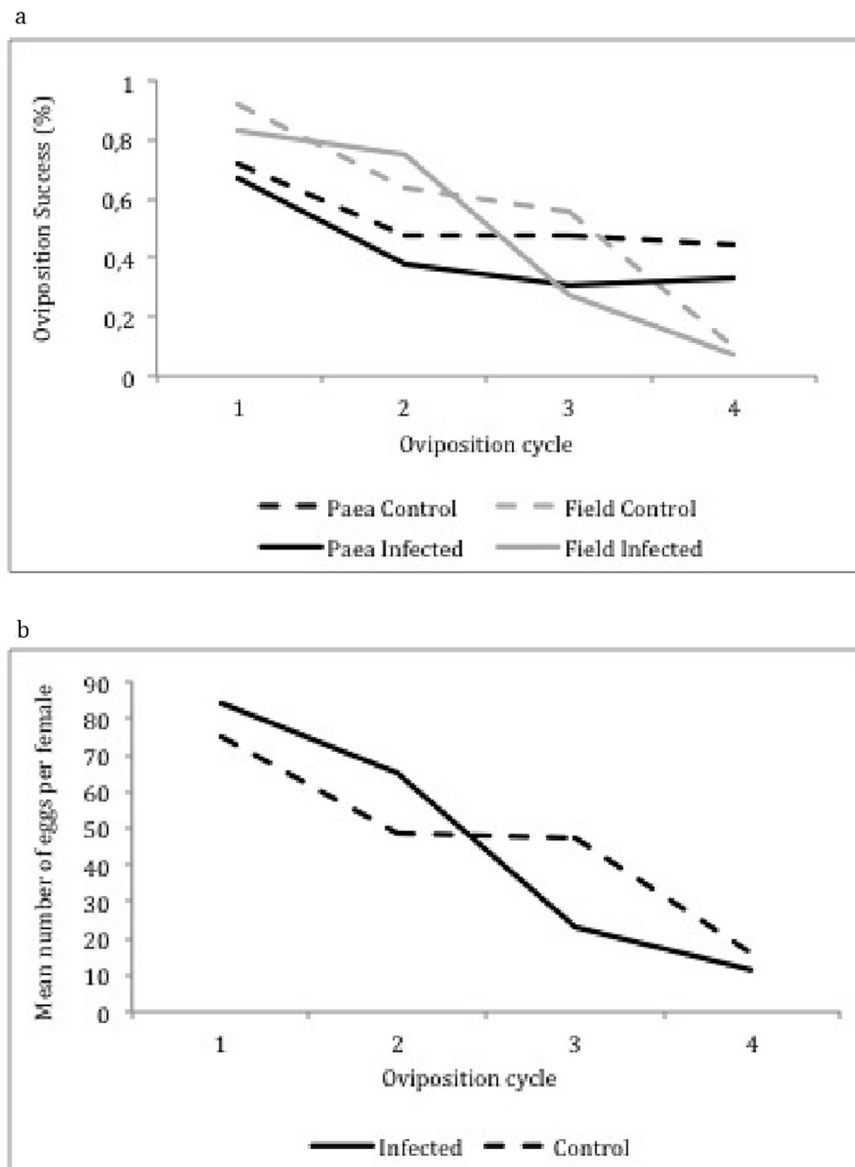 a
Oviposition Success (%)
1
0,8
0,6
0,4
0,2
0
1 2 3 4
Oviposition cycle
Paea Control Field Control
Paea Infected Field Infected
b
Mean number of eggs per female
90
80
70
60
50
40
30
20
10
0
1 2 3 4
Oviposition cycle
Infected Control